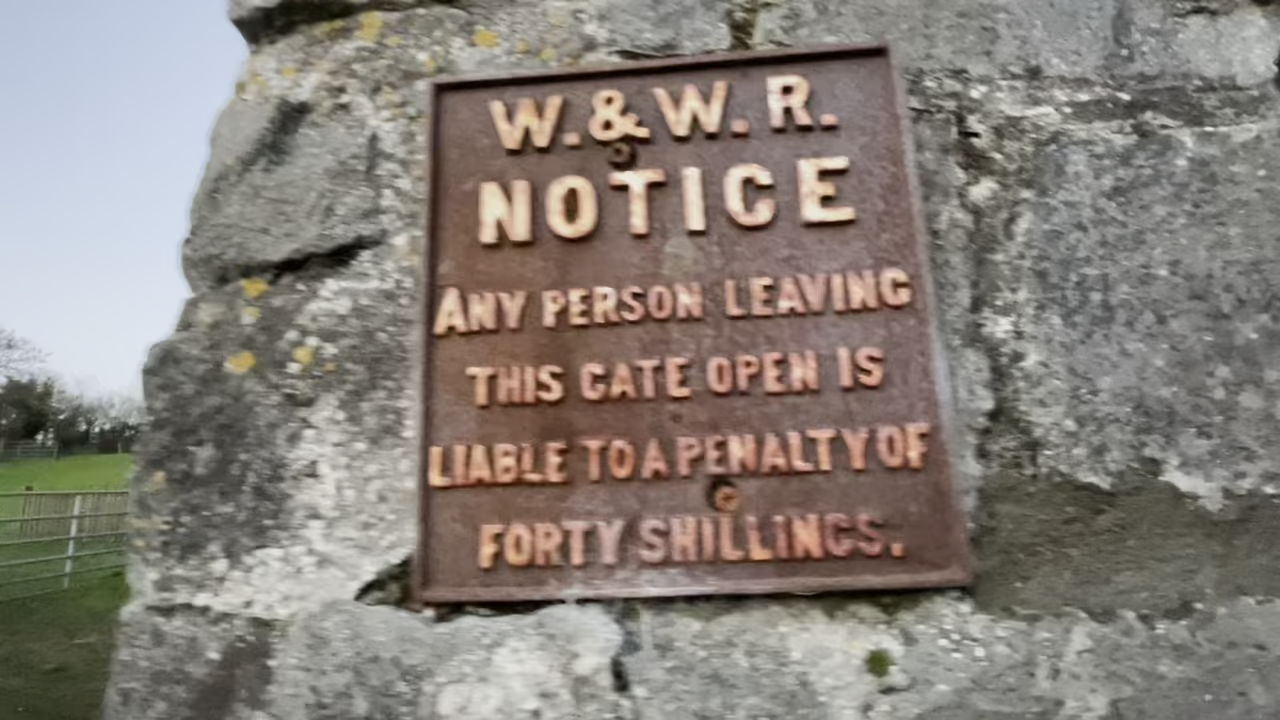 W. & W. R.
NOTICE
ANY PERSON LEAVING
THIS GATE OPEN IS
LIABLE TO A PENALTY OF
FORTY SHILLINGS.